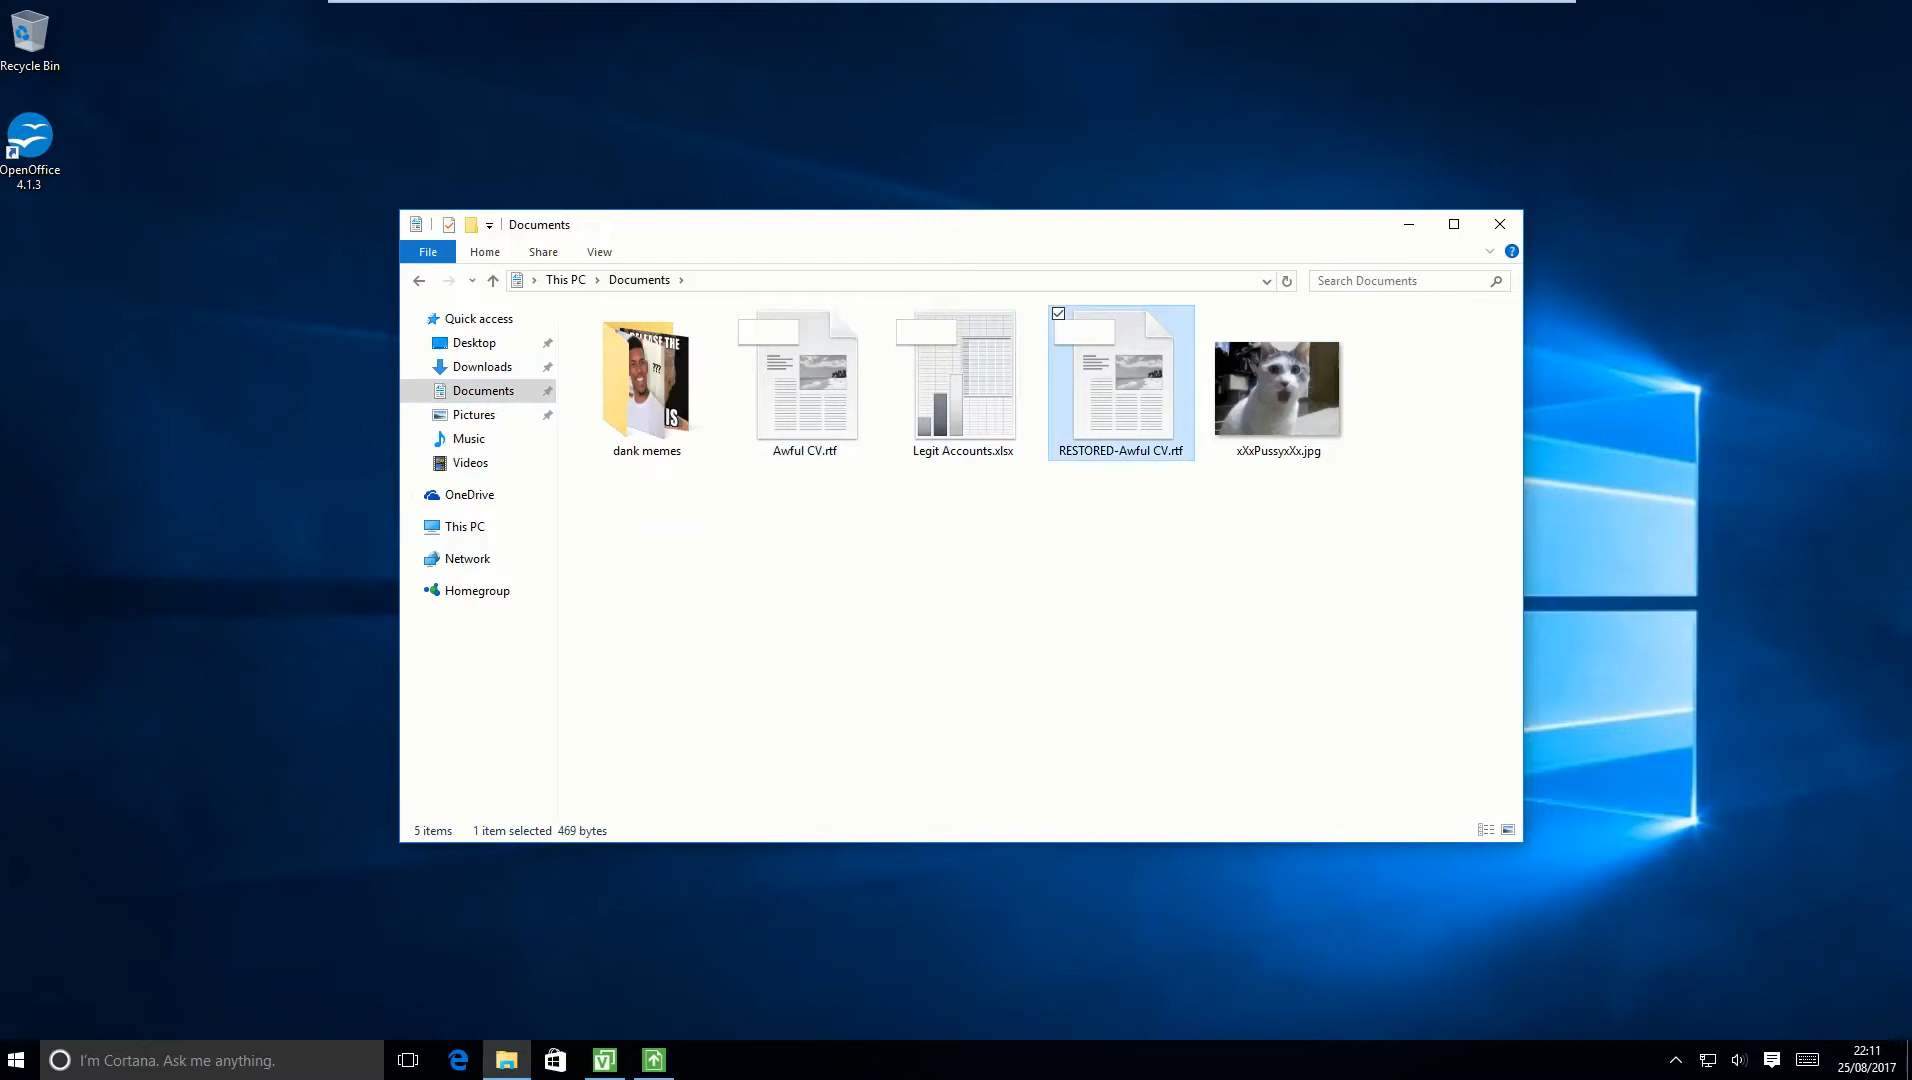 Recycle Bin
OpenOffice
4.1.3
Documents
File Home Share View
This PC Documents
Search Documents
Quick access
Desktop
Downloads
Documents
Pictures
Music
Videos
OneDrive
This PC
Network
Homegroup
RELEASE THE
???
IS
dank memes
Awful CV.rtf
Legit Accounts.xlsx
RESTORED-Awful CV.rtf
xXxPussyxXx.jpg
5 items 1 item selected 469 bytes
I'm Cortana. Ask me anything.
22:11
25/08/2017